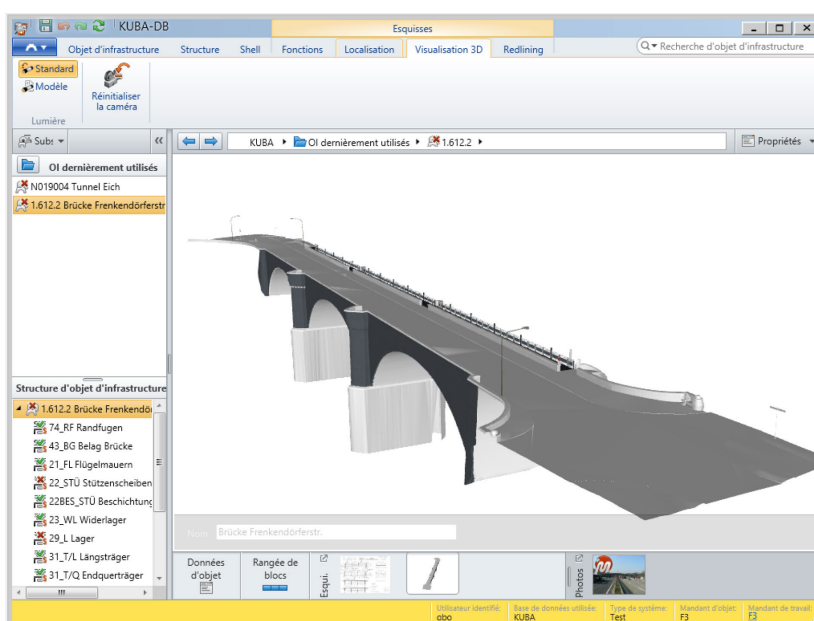 KUBA-DB
Esquisses
Objet d'infrastructure
Structure
Shell
Fonctions
Localisation
Visualisation 3D
Redlining
Recherche d'objet d'infrastructure
Standard
Modèle
Lumière
Réinitialiser
la caméra
Subs
KUBA
OI dernièrement utilisés
1.612.2
Propriétés
OI dernièrement utilisés
N019004 Tunnel Eich
1.612.2 Brücke Frenkendörferstr
Structure d'objet d'infrastructure
1.612.2 Brücke Frenkendö
74_RF Randfugen
43_BG Belag Brücke
21_FL Flügelmauern
22_STÜ Stützenscheiben
22BES_STÜ Beschichtung
23_WL Widerlager
29_L Lager
31_T/L Längsträger
31_T/Q Endquerträger
Nom
Brücke Frenkendörferstr.
Données
d'objet
Rangée de
blocs
Esqui.
Photos
Utilisateur identifié:
Base de données utilisée:
KUBA
Type de système:
Test
Mandant d'objet:
F3
Mandant de travail:
F3